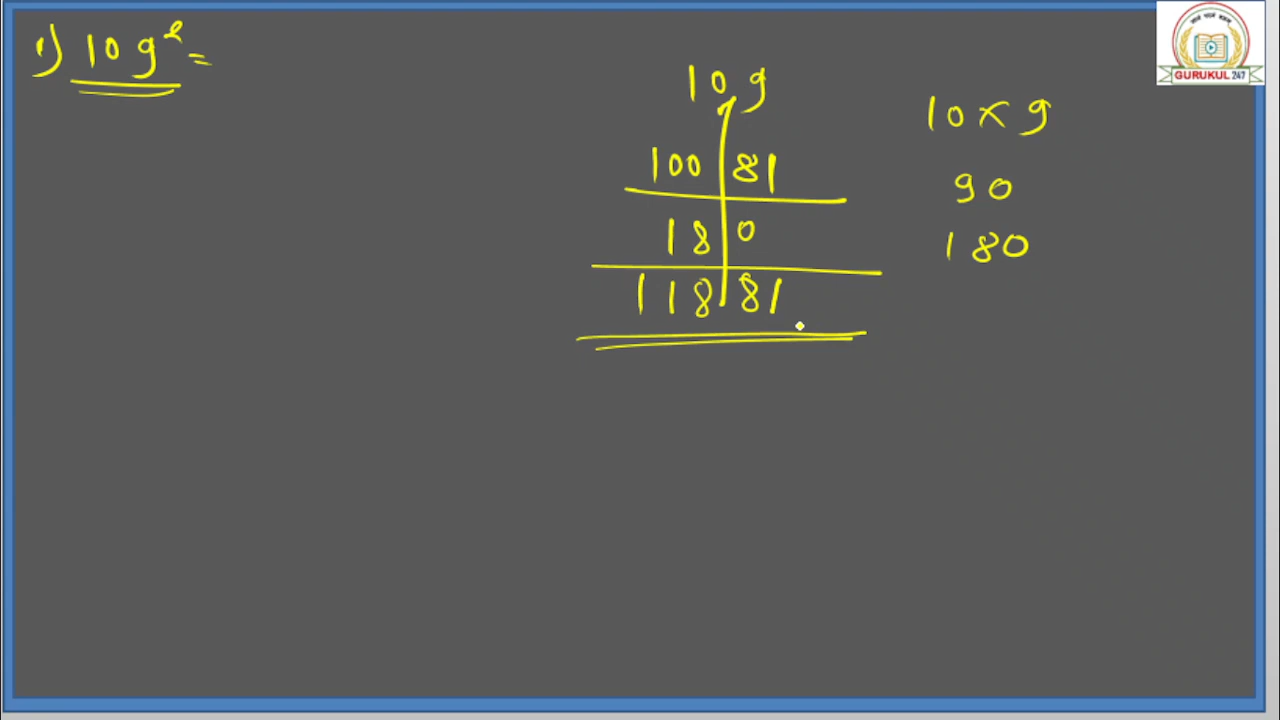 1) 109² =
109
100 | 81
18 | 0
118 | 81
10 × 9
90
180
GURUKUL 247